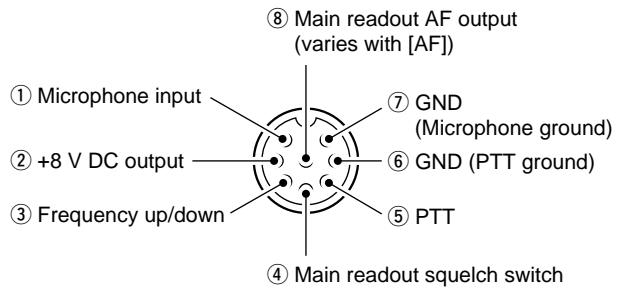 ⑧ Main readout AF output
(varies with [AF])
① Microphone input
⑦ GND
(Microphone ground)
② +8 V DC output
⑥ GND (PTT ground)
③ Frequency up/down
⑤ PTT
④ Main readout squelch switch